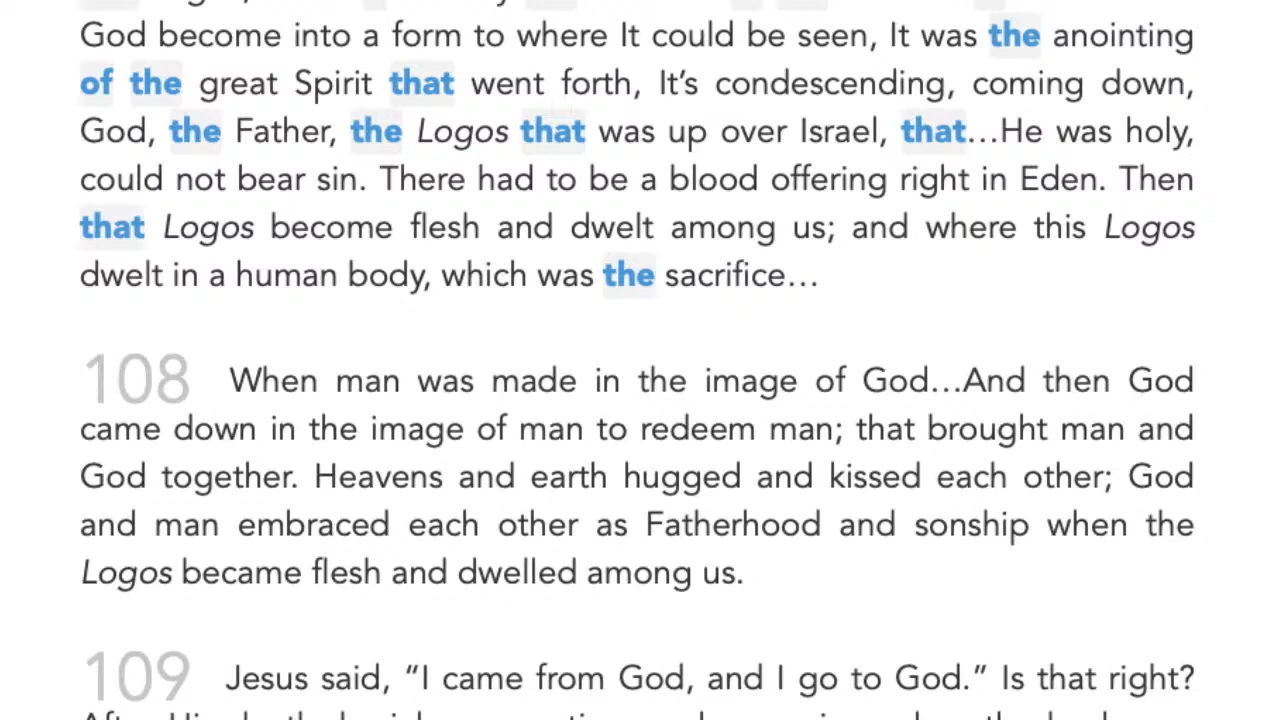 God become into a form to where It could be seen, It was the anointing
of the great Spirit that went forth, It’s condescending, coming down,
God, the Father, the Logos that was up over Israel, that…He was holy,
could not bear sin. There had to be a blood offering right in Eden. Then
that Logos become flesh and dwelt among us; and where this Logos
dwelt in a human body, which was the sacrifice…
108 When man was made in the image of God…And then God
came down in the image of man to redeem man; that brought man and
God together. Heavens and earth hugged and kissed each other; God
and man embraced each other as Fatherhood and sonship when the
Logos became flesh and dwelled among us.
109 Jesus said, “I came from God, and I go to God.” Is that right?